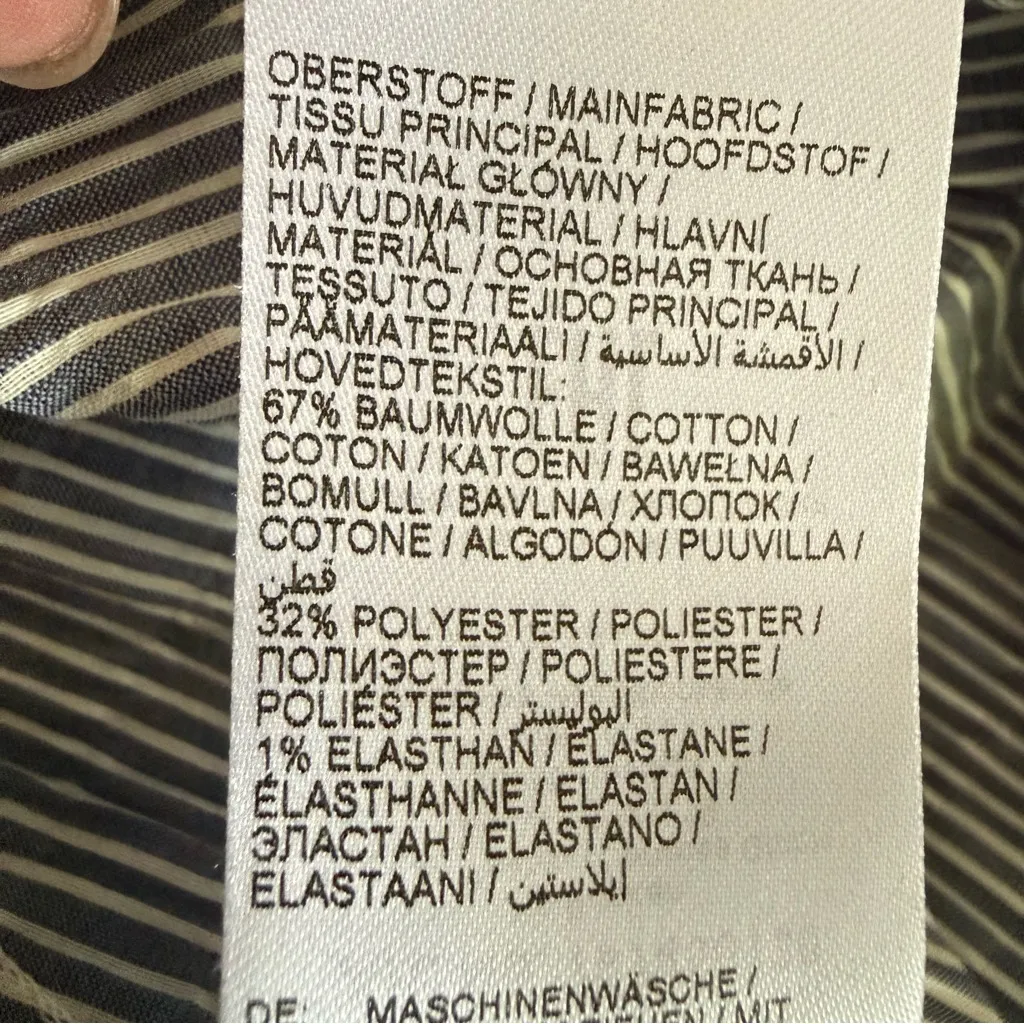 OBERSTOFF / MAINFABRIC /
TISSU PRINCIPAL / HOOFDSTOF /
MATERIAŁ GŁÓWNY /
HUVUDMATERIAL / HLAVNÍ
MATERIÁL / ОСНОВНАЯ ТКАНЬ /
TESSUTO / TEJIDO PRINCIPAL /
PÄÄMATERIAALI / الأقمشة الأساسية /
HOVEDTEKSTIL:
67% BAUMWOLLE / COTTON /
COTON / KATOEN / BAWEŁNA /
BOMULL / BAVLNA / ХЛОПОК /
COTONE / ALGODÓN / PUUVILLA /
قطن
32% POLYESTER / POLIESTER /
ПОЛИЭСТЕР / POLIESTERE /
POLIÉSTER / البوليستر
1% ELASTHAN / ELASTANE /
ÉLASTHANNE / ELASTAN /
ЭЛАСТАН / ELASTANO /
ELASTAANI / ايلاستين
DE: MASCHINENWÄSCHE /
/ MIT